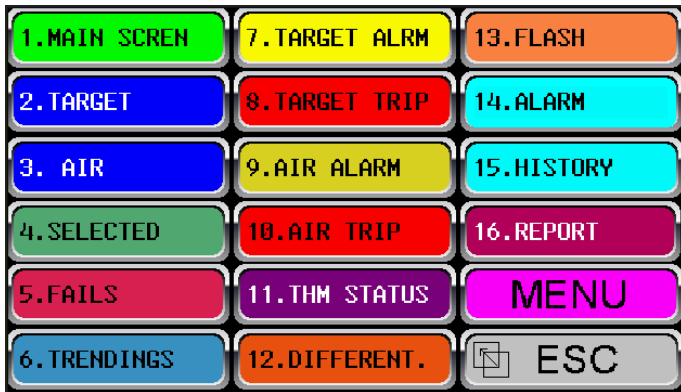 1.MAIN SCREN
2.TARGET
3. AIR
4.SELECTED
5.FAILS
6.TRENDINGS
7.TARGET ALRM
8.TARGET TRIP
9.AIR ALARM
10.AIR TRIP
11.THM STATUS
12.DIFFERENT.
13.FLASH
14.ALARM
15.HISTORY
16.REPORT
MENU
ESC